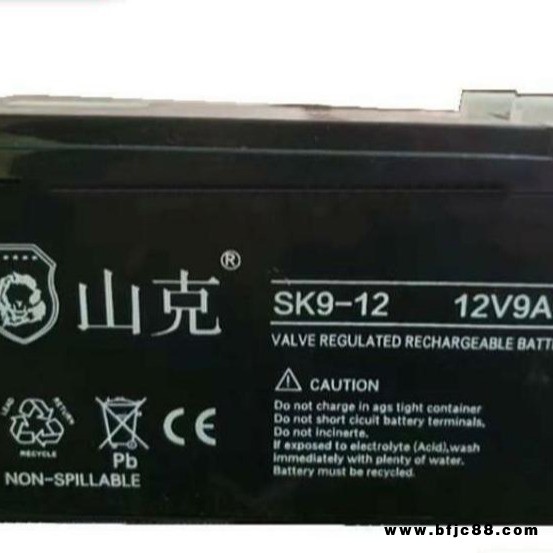 山克®
SK9-12 12V9A
VALVE REGULATED RECHARGEABLE BATT
CAUTION
Do not charge in ags tight container
Do not short cicuit battery terminals,
Do not incinerte.
If exposed to electrolyte (Acid),wash
immediately with plenty of water.
Battery must be recycled.
LEAD RETURN
RECYCLE
Pb
CE
NON-SPILLABLE
www.bfjc88.com